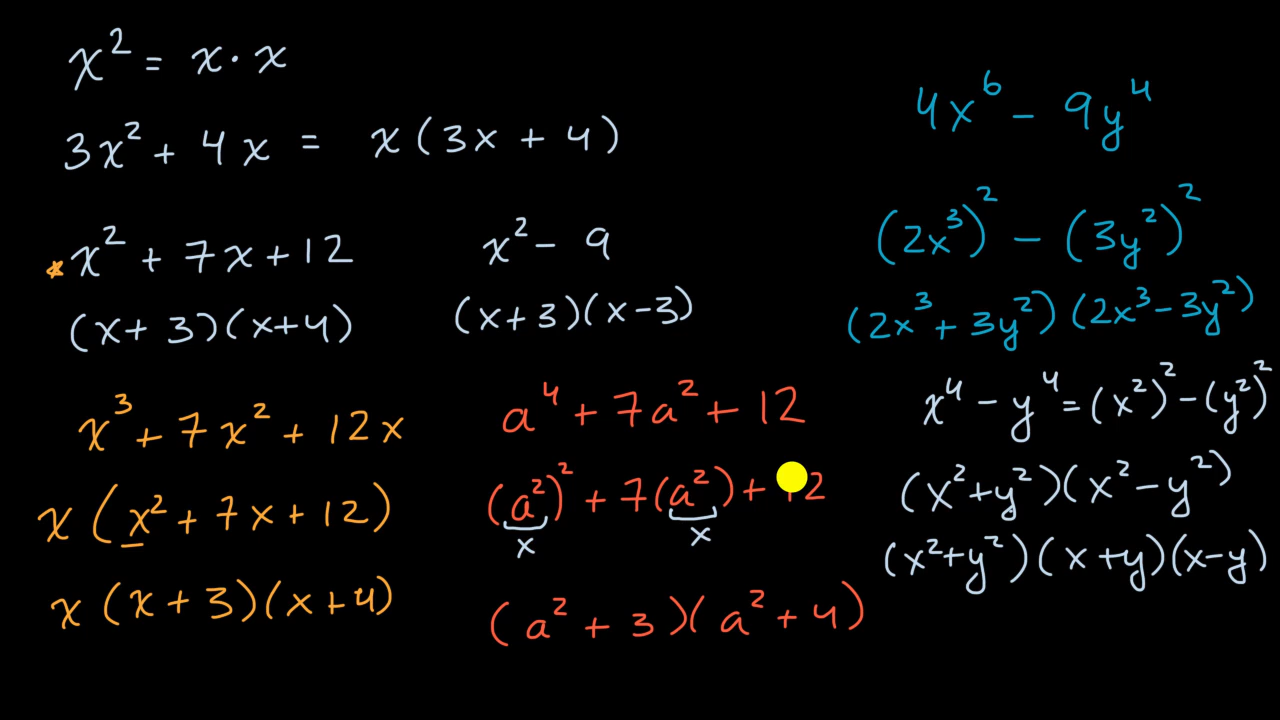 x² = x · x
3x² + 4x = x(3x + 4)
*x² + 7x + 12
(x + 3)(x + 4)
x³ + 7x² + 12x
x(x² + 7x + 12)
x(x + 3)(x + 4)
x² - 9
(x + 3)(x - 3)
a⁴ + 7a² + 12
(a²)² + 7(a²) + 12
x x
(a² + 3)(a² + 4)
4x⁶ - 9y⁴
(2x³)² - (3y²)²
(2x³ + 3y²)(2x³ - 3y²)
x⁴ - y⁴ = (x²)² - (y²)²
(x² + y²)(x² - y²)
(x² + y²)(x + y)(x - y)